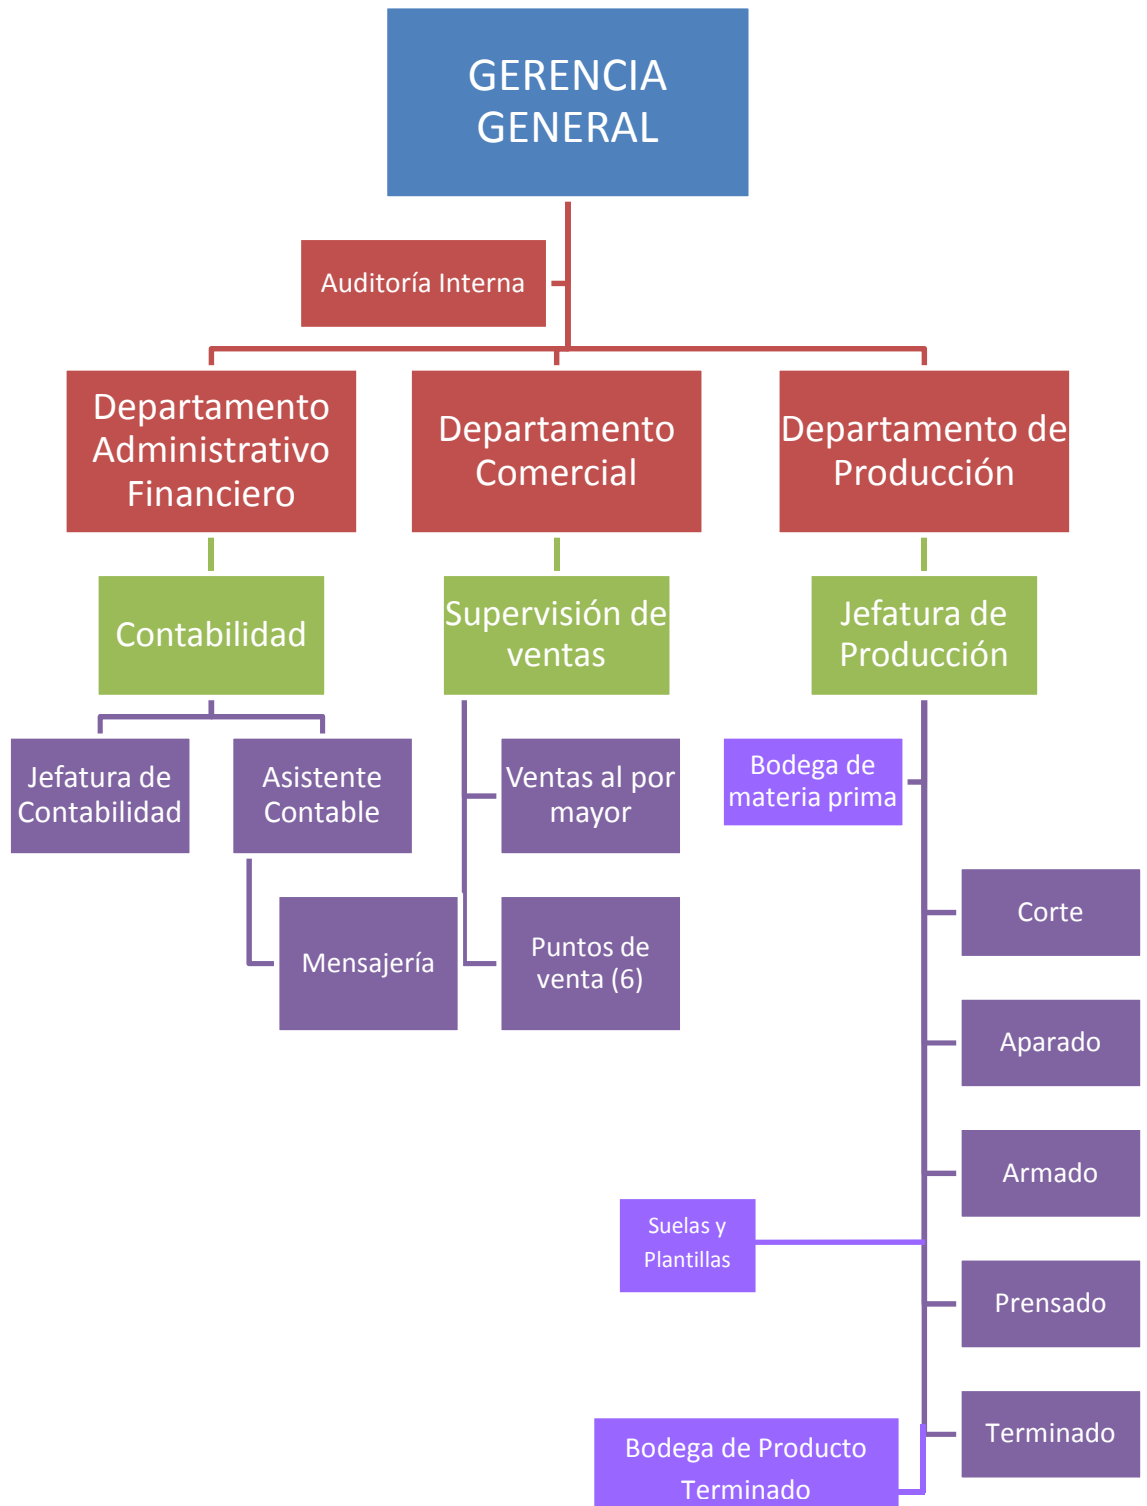 GERENCIA
GENERAL
Auditoría Interna
Departamento
Administrativo
Financiero
Departamento
Comercial
Departamento de
Producción
Contabilidad
Supervisión de
ventas
Jefatura de
Producción
Jefatura de
Contabilidad
Asistente
Contable
Ventas al por
mayor
Bodega de
materia prima
Mensajería
Puntos de
venta (6)
Corte
Aparado
Armado
Suelas y
Plantillas
Prensado
Terminado
Bodega de Producto
Terminado